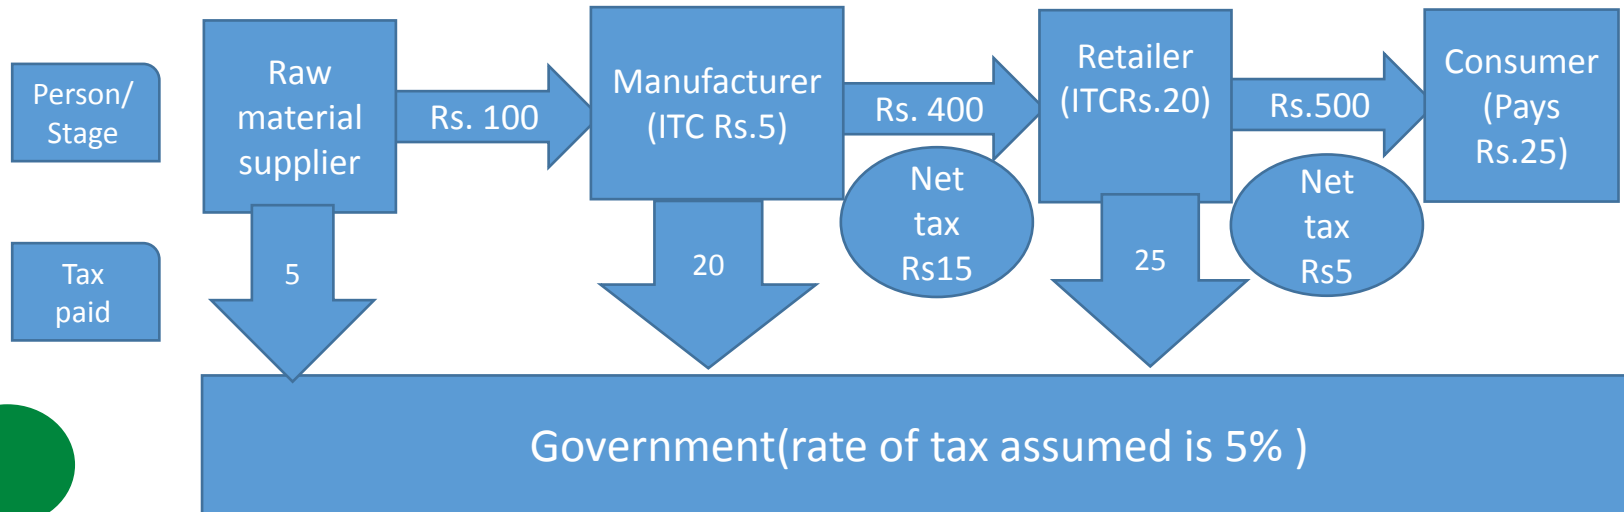 Person/
Stage
Raw
material
supplier
Rs. 100
Manufacturer
(ITC Rs.5)
Rs. 400
Retailer
(ITCRs.20)
Rs.500
Consumer
(Pays
Rs.25)
Net
tax
Rs15
Net
tax
Rs5
Tax
paid
5
20
25
Government(rate of tax assumed is 5% )